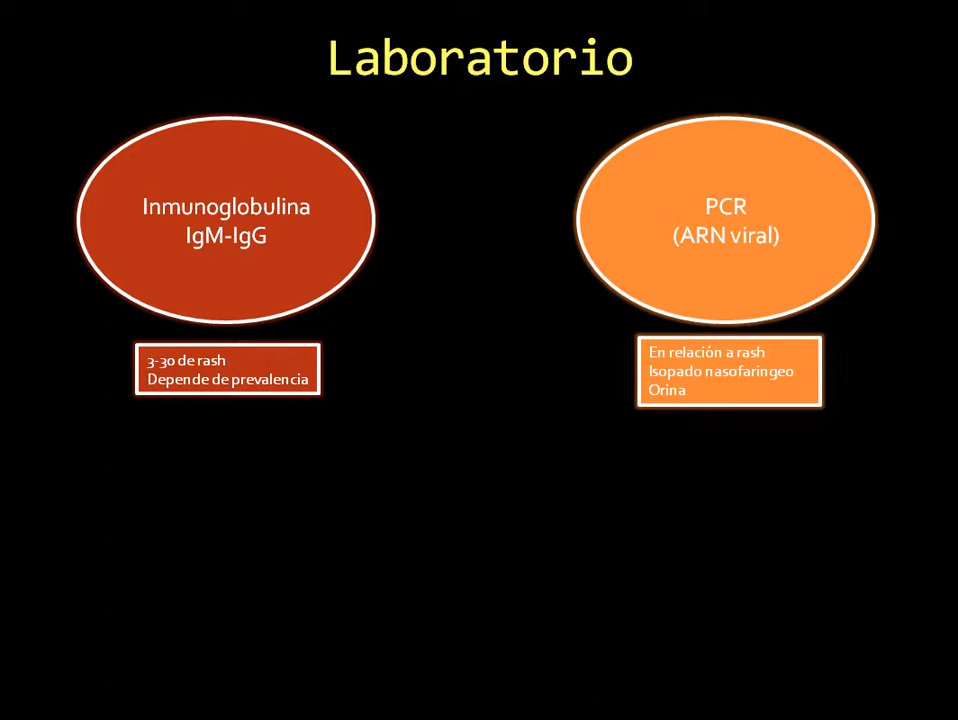 Laboratorio
Inmunoglobulina
IgM-IgG
3-30 de rash
Depende de prevalencia
PCR
(ARN viral)
En relación a rash
Isopado nasofaringeo
Orina